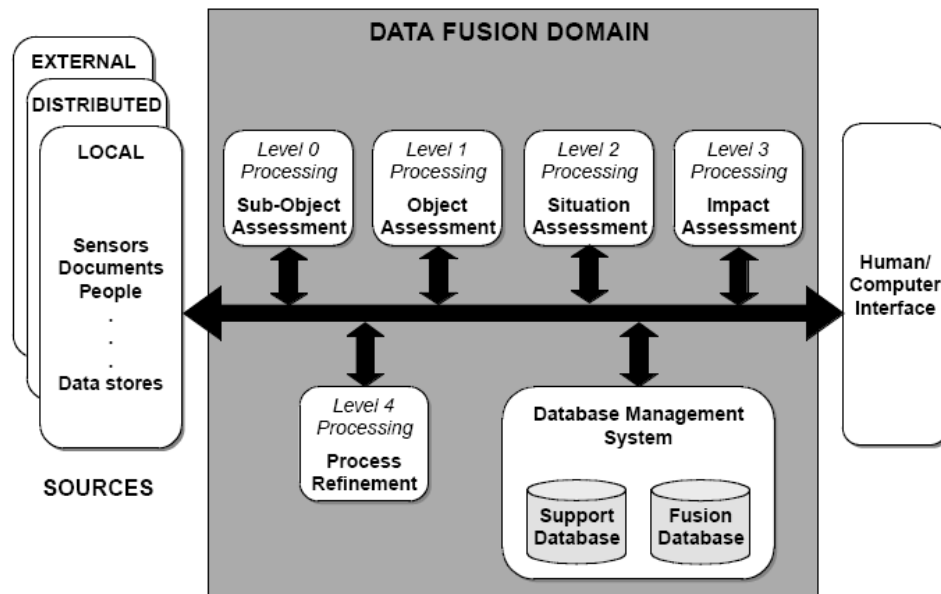 DATA FUSION DOMAIN
EXTERNAL
DISTRIBUTED
LOCAL
Sensors
Documents
People
.
.
.
Data stores
SOURCES
Level 0
Processing
Sub-Object
Assessment
Level 1
Processing
Object
Assessment
Level 2
Processing
Situation
Assessment
Level 3
Processing
Impact
Assessment
Human/
Computer
Interface
Level 4
Processing
Process
Refinement
Database Management
System
Support
Database
Fusion
Database